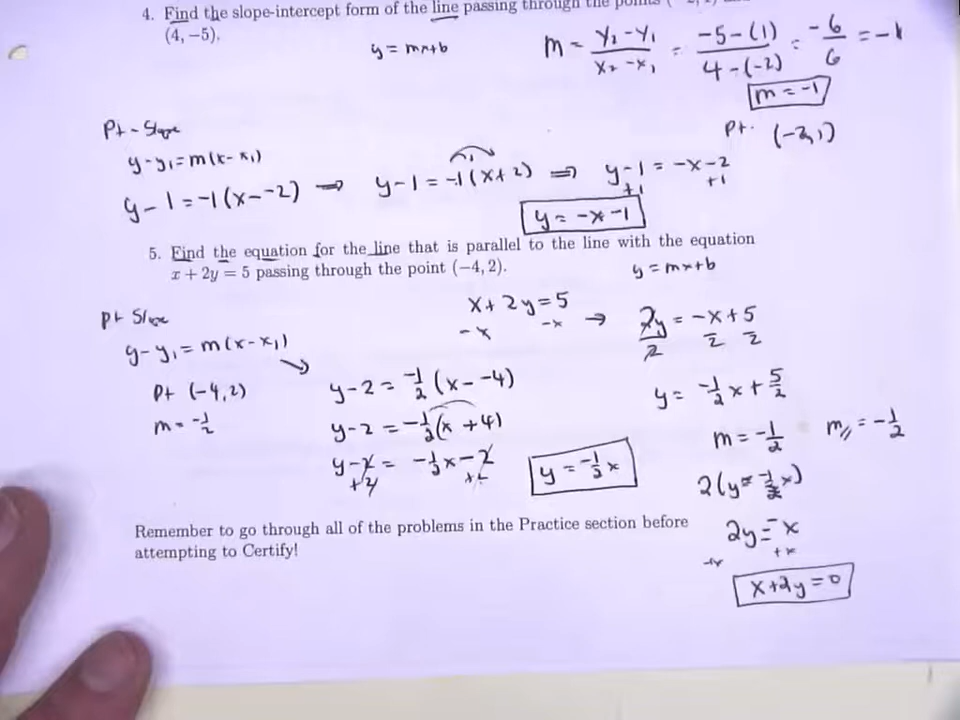 4. Find the slope-intercept form of the line passing through the points
(4, −5).
y = mx+b
m = (y₂ − y₁)/(x₂ − x₁) = (−5 − (1))/(4 − (−2)) = −6/6 = −1
m = −1
Pt. (−2,1)
Pt - Slope
y − y₁ = m(x − x₁)
y − 1 = −1(x − −2) ⟹ y − 1 = −1(x + 2) ⟹ y − 1 = −x − 2
+1 +1
y = −x − 1
5. Find the equation for the line that is parallel to the line with the equation
x + 2y = 5 passing through the point (−4, 2).
y = mx+b
x + 2y = 5
−x −x
→ 2y/2 = −x/2 + 5/2
Pt Slope
y − y₁ = m(x − x₁)
Pt (−4,2)
m = −1/2
y − 2 = −1/2 (x − −4)
y − 2 = −1/2 (x + 4)
y − 2 = −1/2 x − 2
+2 +2
y = −1/2 x
y = −1/2 x + 5/2
m = −1/2 m∥ = −1/2
2(y = −1/2 x)
2y = −x
+x +x
x + 2y = 0
Remember to go through all of the problems in the Practice section before
attempting to Certify!